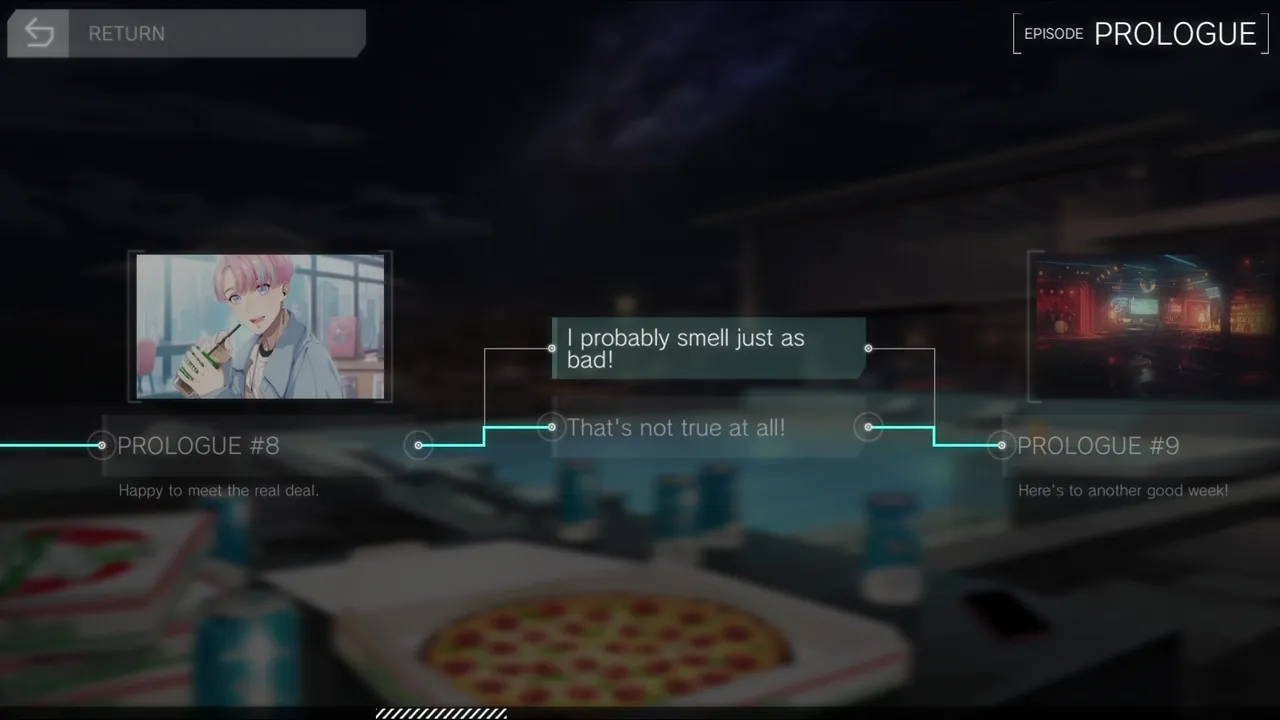 RETURN
EPISODE PROLOGUE
I probably smell just as
bad!
That's not true at all!
PROLOGUE #8
Happy to meet the real deal.
PROLOGUE #9
Here's to another good week!